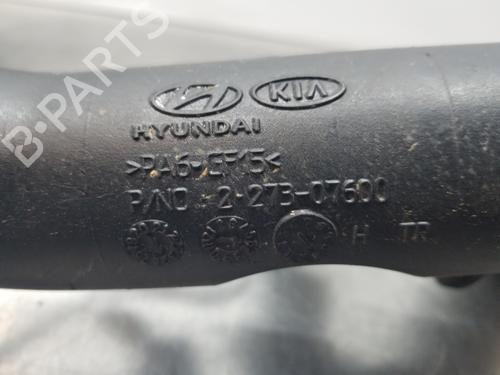 KIA
HYUNDAI
>PA6-GF15<
P/NO 2-273-07600
H TR
B-PARTS